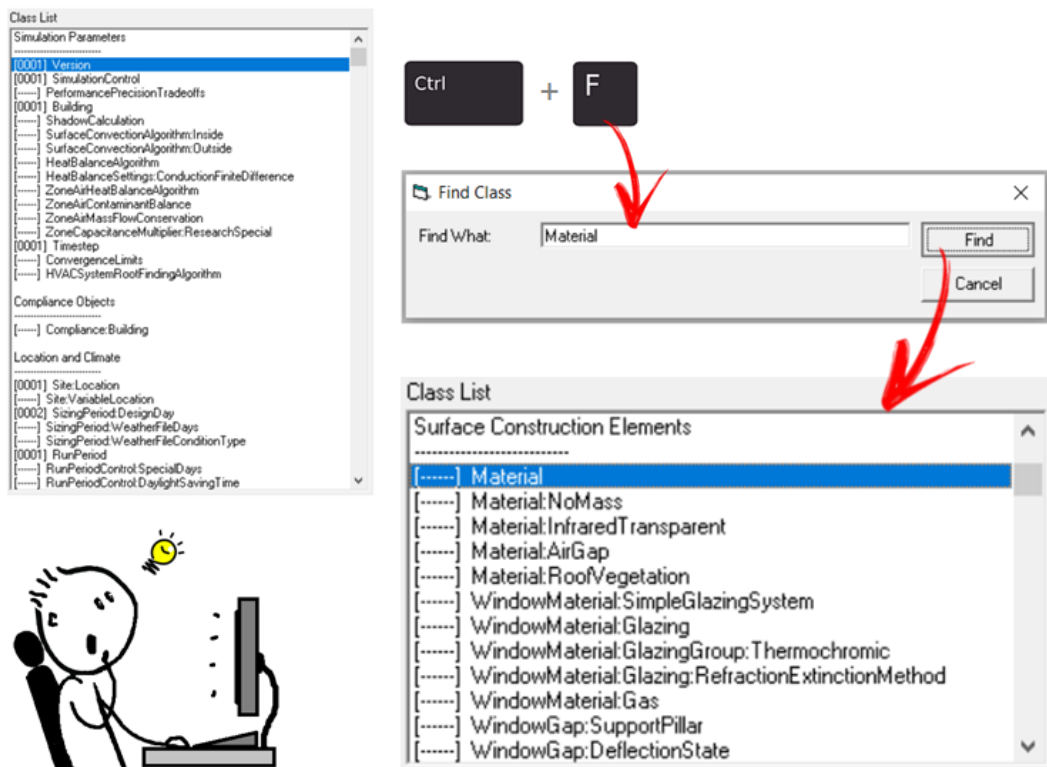 Class List
Simulation Parameters
-------------------------
[0001] Version
[0001] SimulationControl
[------] PerformancePrecisionTradeoffs
[0001] Building
[------] ShadowCalculation
[------] SurfaceConvectionAlgorithm:Inside
[------] SurfaceConvectionAlgorithm:Outside
[------] HeatBalanceAlgorithm
[------] HeatBalanceSettings:ConductionFiniteDifference
[------] ZoneAirHeatBalanceAlgorithm
[------] ZoneAirContaminantBalance
[------] ZoneAirMassFlowConservation
[------] ZoneCapacitanceMultiplier:ResearchSpecial
[0001] Timestep
[------] ConvergenceLimits
[------] HVACSystemRootFindingAlgorithm
Compliance Objects
-------------------------
[------] Compliance:Building
Location and Climate
-------------------------
[0001] Site:Location
[------] Site:VariableLocation
[0002] SizingPeriod:DesignDay
[------] SizingPeriod:WeatherFileDays
[------] SizingPeriod:WeatherFileConditionType
[0001] RunPeriod
[------] RunPeriodControl:SpecialDays
[------] RunPeriodControl:DaylightSavingTime
Ctrl + F
Find Class
Find What: Material Find
Cancel
Class List
Surface Construction Elements
-------------------------
[------] Material
[------] Material:NoMass
[------] Material:InfraredTransparent
[------] Material:AirGap
[------] Material:RoofVegetation
[------] WindowMaterial:SimpleGlazingSystem
[------] WindowMaterial:Glazing
[------] WindowMaterial:GlazingGroup:Thermochromic
[------] WindowMaterial:Glazing:RefractionExtinctionMethod
[------] WindowMaterial:Gas
[------] WindowGap:SupportPillar
[------] WindowGap:DeflectionState